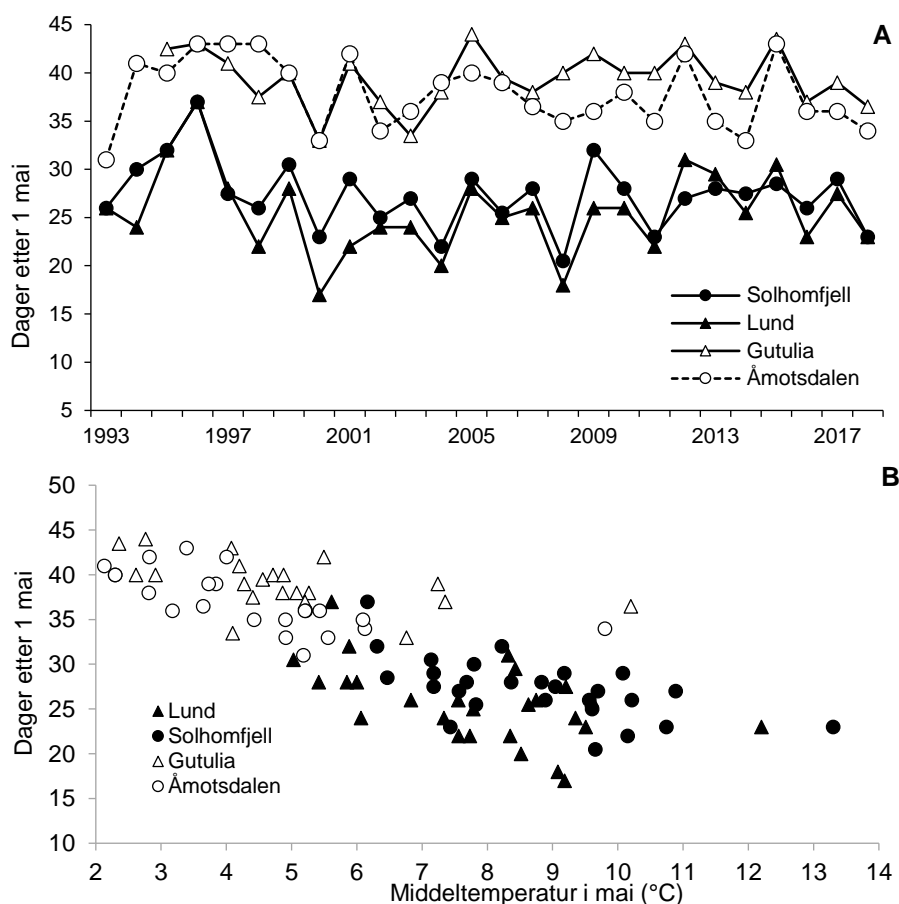 A
45
40
35
30
25
20
15
10
5
Dager etter 1 mai
Solhomfjell
Lund
Gutulia
Åmotsdalen
1993 1997 2001 2005 2009 2013 2017
B
50
45
40
35
30
25
20
15
10
Dager etter 1 mai
Lund
Solhomfjell
Gutulia
Åmotsdalen
2 3 4 5 6 7 8 9 10 11 12 13 14
Middeltemperatur i mai (°C)